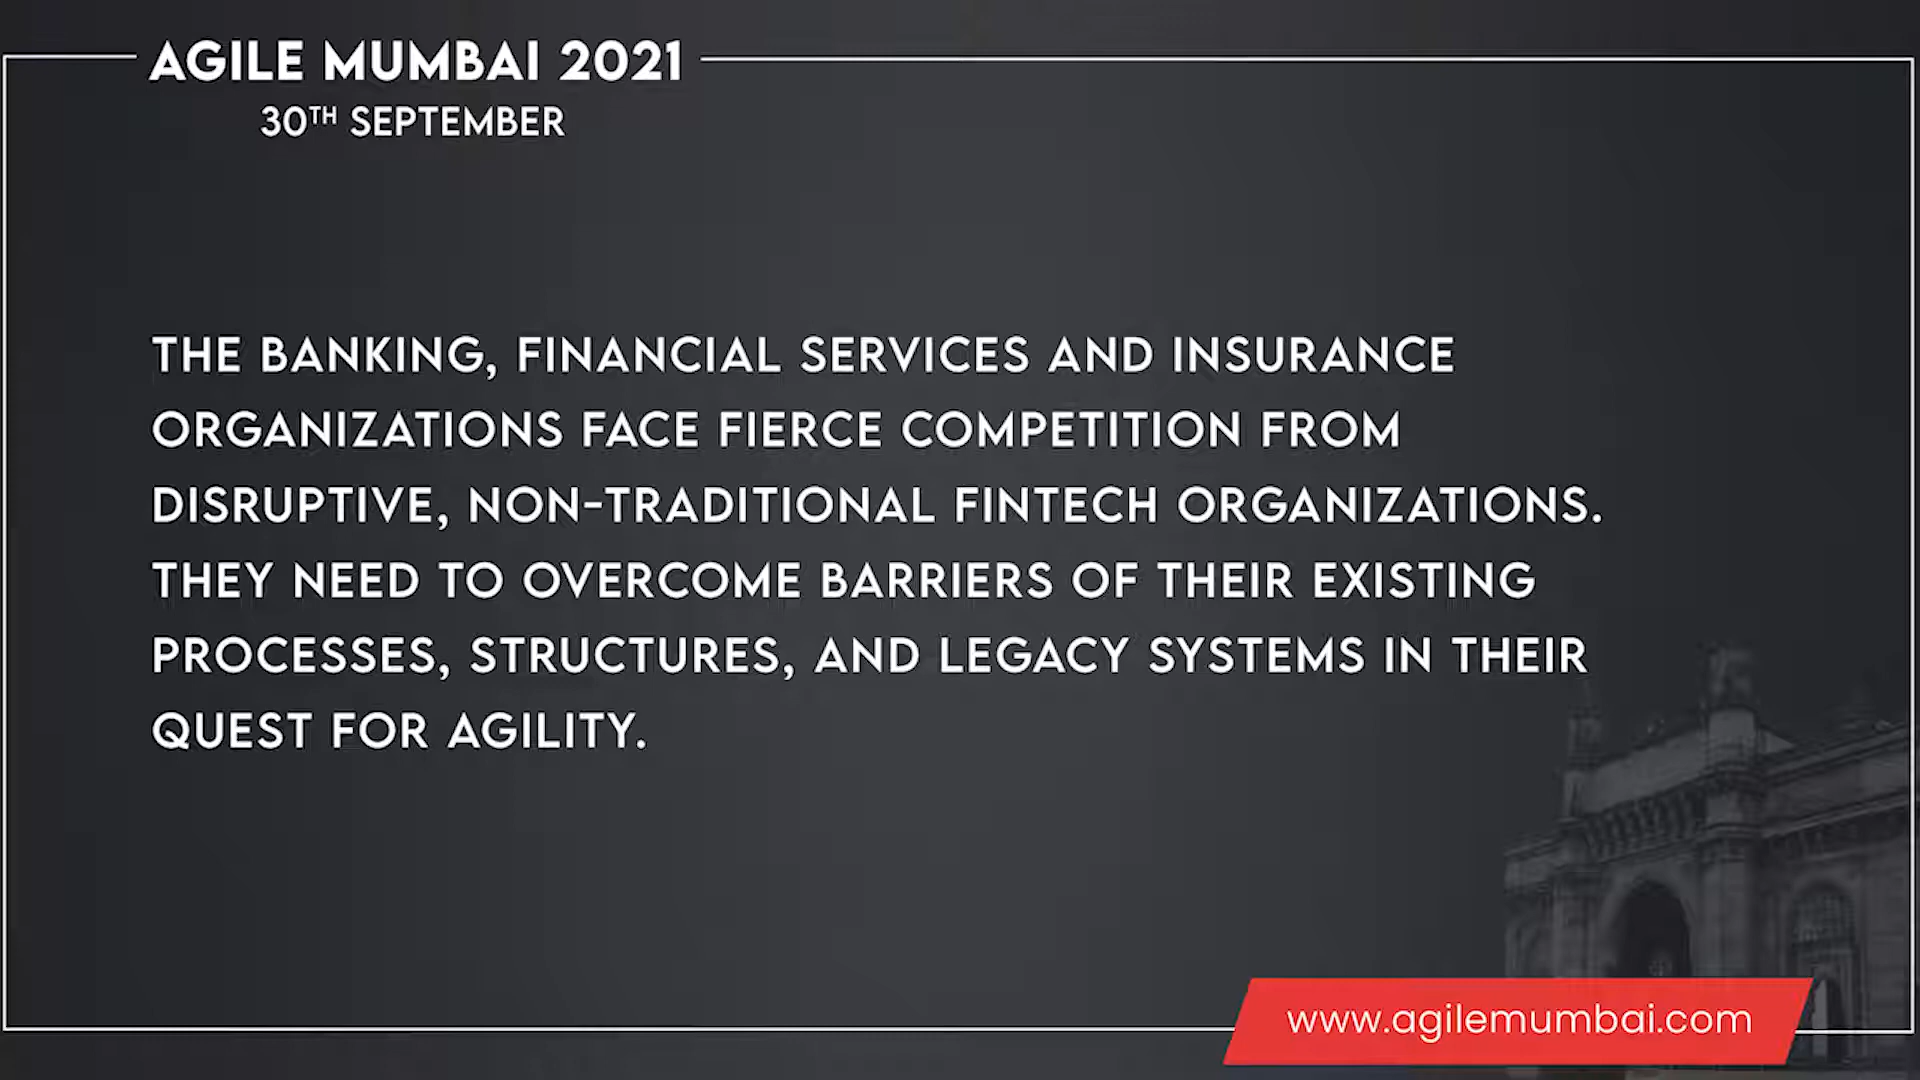 AGILE MUMBAI 2021
30TH SEPTEMBER
THE BANKING, FINANCIAL SERVICES AND INSURANCE
ORGANIZATIONS FACE FIERCE COMPETITION FROM
DISRUPTIVE, NON-TRADITIONAL FINTECH ORGANIZATIONS.
THEY NEED TO OVERCOME BARRIERS OF THEIR EXISTING
PROCESSES, STRUCTURES, AND LEGACY SYSTEMS IN THEIR
QUEST FOR AGILITY.
www.agilemumbai.com